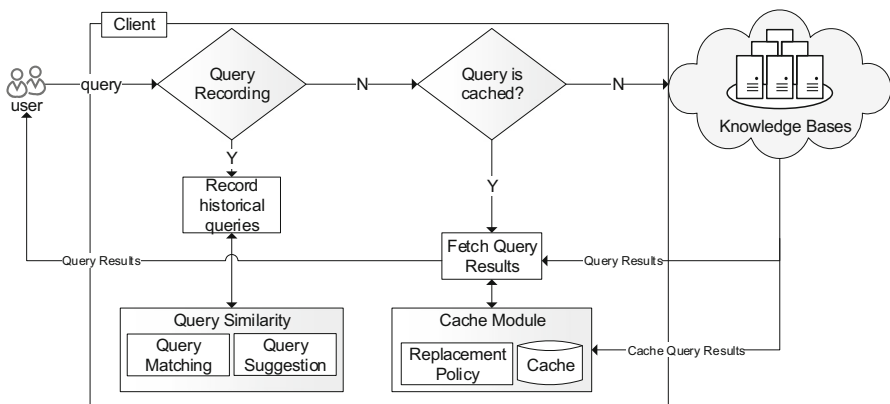 Client
user
query
Query
Recording
N
Query is
cached?
N
Knowledge Bases
Y
Y
Record
historical
queries
Query Results
Fetch Query
Results
Query Results
Query Similarity
Query
Matching
Query
Suggestion
Cache Module
Replacement
Policy
Cache
Cache Query Results